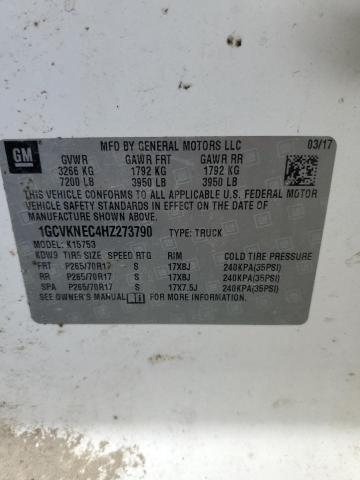 GM
MFD BY GENERAL MOTORS LLC 03/17
GVWR GAWR FRT GAWR RR
3266 KG 1792 KG 1792 KG
7200 LB 3950 LB 3950 LB
THIS VEHICLE CONFORMS TO ALL APPLICABLE U.S. FEDERAL MOTOR
VEHICLE SAFETY STANDARDS IN EFFECT ON THE DATE OF
MANUFACTURE SHOWN ABOVE.
1GCVKNEC4HZ273790 TYPE: TRUCK
MODEL: K15753
KDW9 TIRE SIZE SPEED RTG RIM COLD TIRE PRESSURE
FRT P265/70R17 S 17X8J 240KPA(35PSI)
RR P265/70R17 S 17X8J 240KPA(35PSI)
SPA P265/70R17 S 17X7.5J 240KPA(35PSI)
SEE OWNER'S MANUAL FOR MORE INFORMATION.